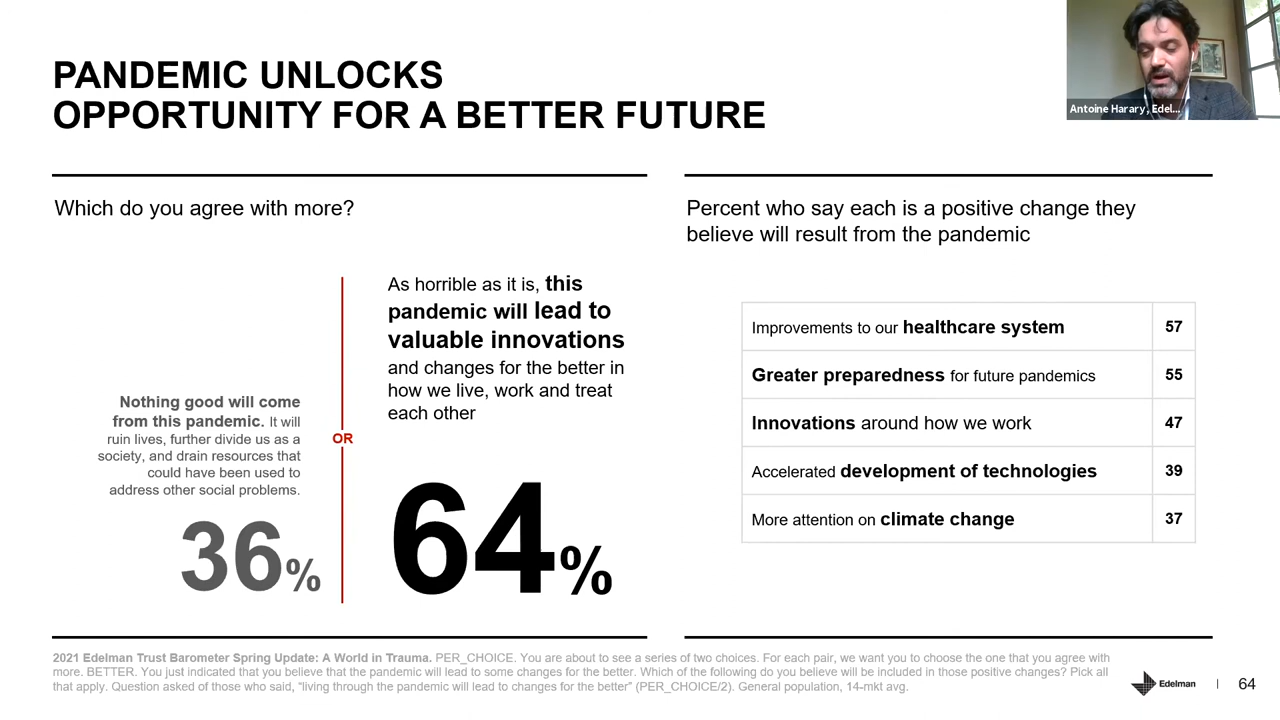 PANDEMIC UNLOCKS
OPPORTUNITY FOR A BETTER FUTURE
Antoine Harary, Edel...
Which do you agree with more?
Nothing good will come
from this pandemic. It will
ruin lives, further divide us as a
society, and drain resources that
could have been used to
address other social problems.
36%
OR
As horrible as it is, this
pandemic will lead to
valuable innovations
and changes for the better in
how we live, work and treat
each other
64%
Percent who say each is a positive change they
believe will result from the pandemic
Improvements to our healthcare system 57
Greater preparedness for future pandemics 55
Innovations around how we work 47
Accelerated development of technologies 39
More attention on climate change 37
2021 Edelman Trust Barometer Spring Update: A World in Trauma. PER_CHOICE. You are about to see a series of two choices. For each pair, we want you to choose the one that you agree with
more. BETTER. You just indicated that you believe that the pandemic will lead to some changes for the better. Which of the following do you believe will be included in those positive changes? Pick all
that apply. Question asked of those who said, “living through the pandemic will lead to changes for the better” (PER_CHOICE/2). General population, 14-mkt avg.
Edelman | 64